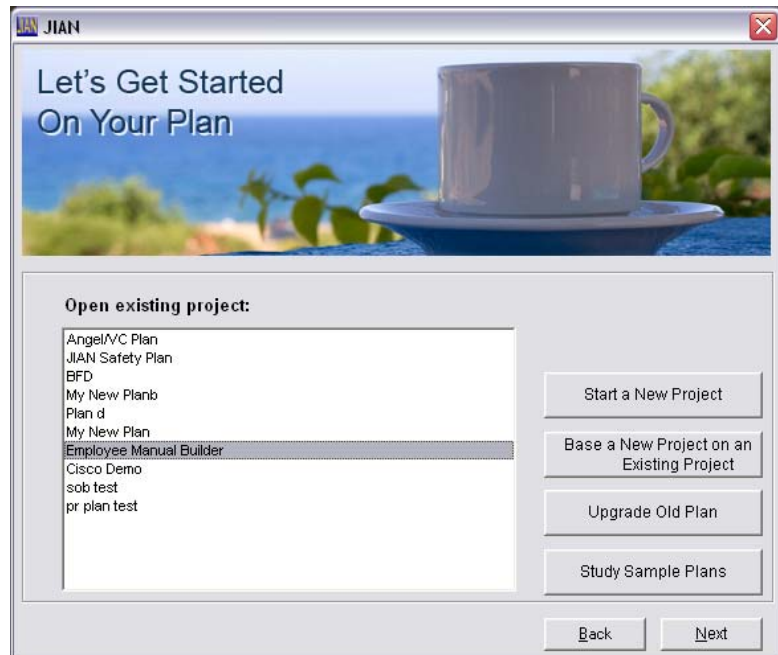 JIAN
Let's Get Started
On Your Plan
Open existing project:
Angel/VC Plan
JIAN Safety Plan
BFD
My New Planb
Plan d
My New Plan
Employee Manual Builder
Cisco Demo
sob test
pr plan test
Start a New Project
Base a New Project on an
Existing Project
Upgrade Old Plan
Study Sample Plans
Back
Next